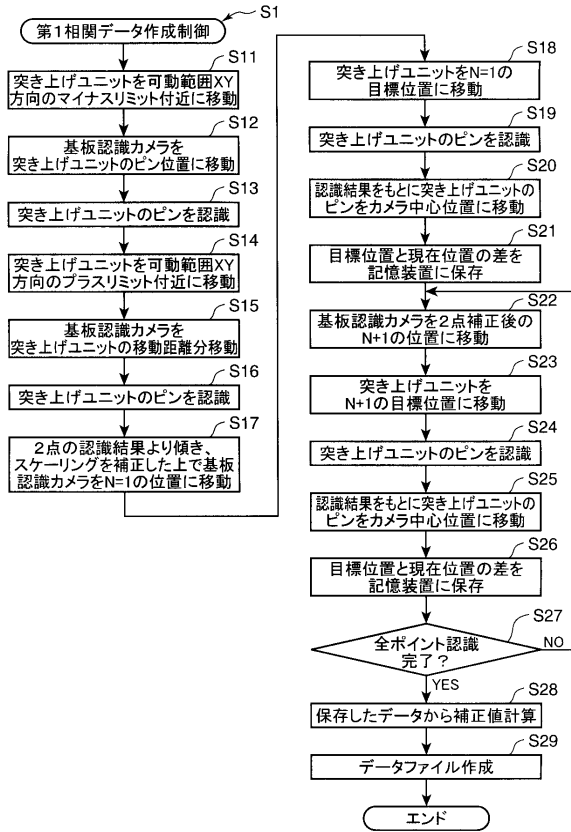 第1相関データ作成制御
S1
S11
突き上げユニットを可動範囲XY
方向のマイナスリミット付近に移動
S12
基板認識カメラを
突き上げユニットのピン位置に移動
S13
突き上げユニットのピンを認識
S14
突き上げユニットを可動範囲XY
方向のプラスリミット付近に移動
S15
基板認識カメラを
突き上げユニットの移動距離分移動
S16
突き上げユニットのピンを認識
S17
2点の認識結果より傾き、
スケーリングを補正した上で基板
認識カメラをN=1の位置に移動
S18
突き上げユニットをN=1の
目標位置に移動
S19
突き上げユニットのピンを認識
S20
認識結果をもとに突き上げユニットの
ピンをカメラ中心位置に移動
S21
目標位置と現在位置の差を
記憶装置に保存
S22
基板認識カメラを2点補正後の
N+1の位置に移動
S23
突き上げユニットを
N+1の目標位置に移動
S24
突き上げユニットのピンを認識
S25
認識結果をもとに突き上げユニットの
ピンをカメラ中心位置に移動
S26
目標位置と現在位置の差を
記憶装置に保存
S27
全ポイント認識
完了?
NO
YES
S28
保存したデータから補正値計算
S29
データファイル作成
エンド